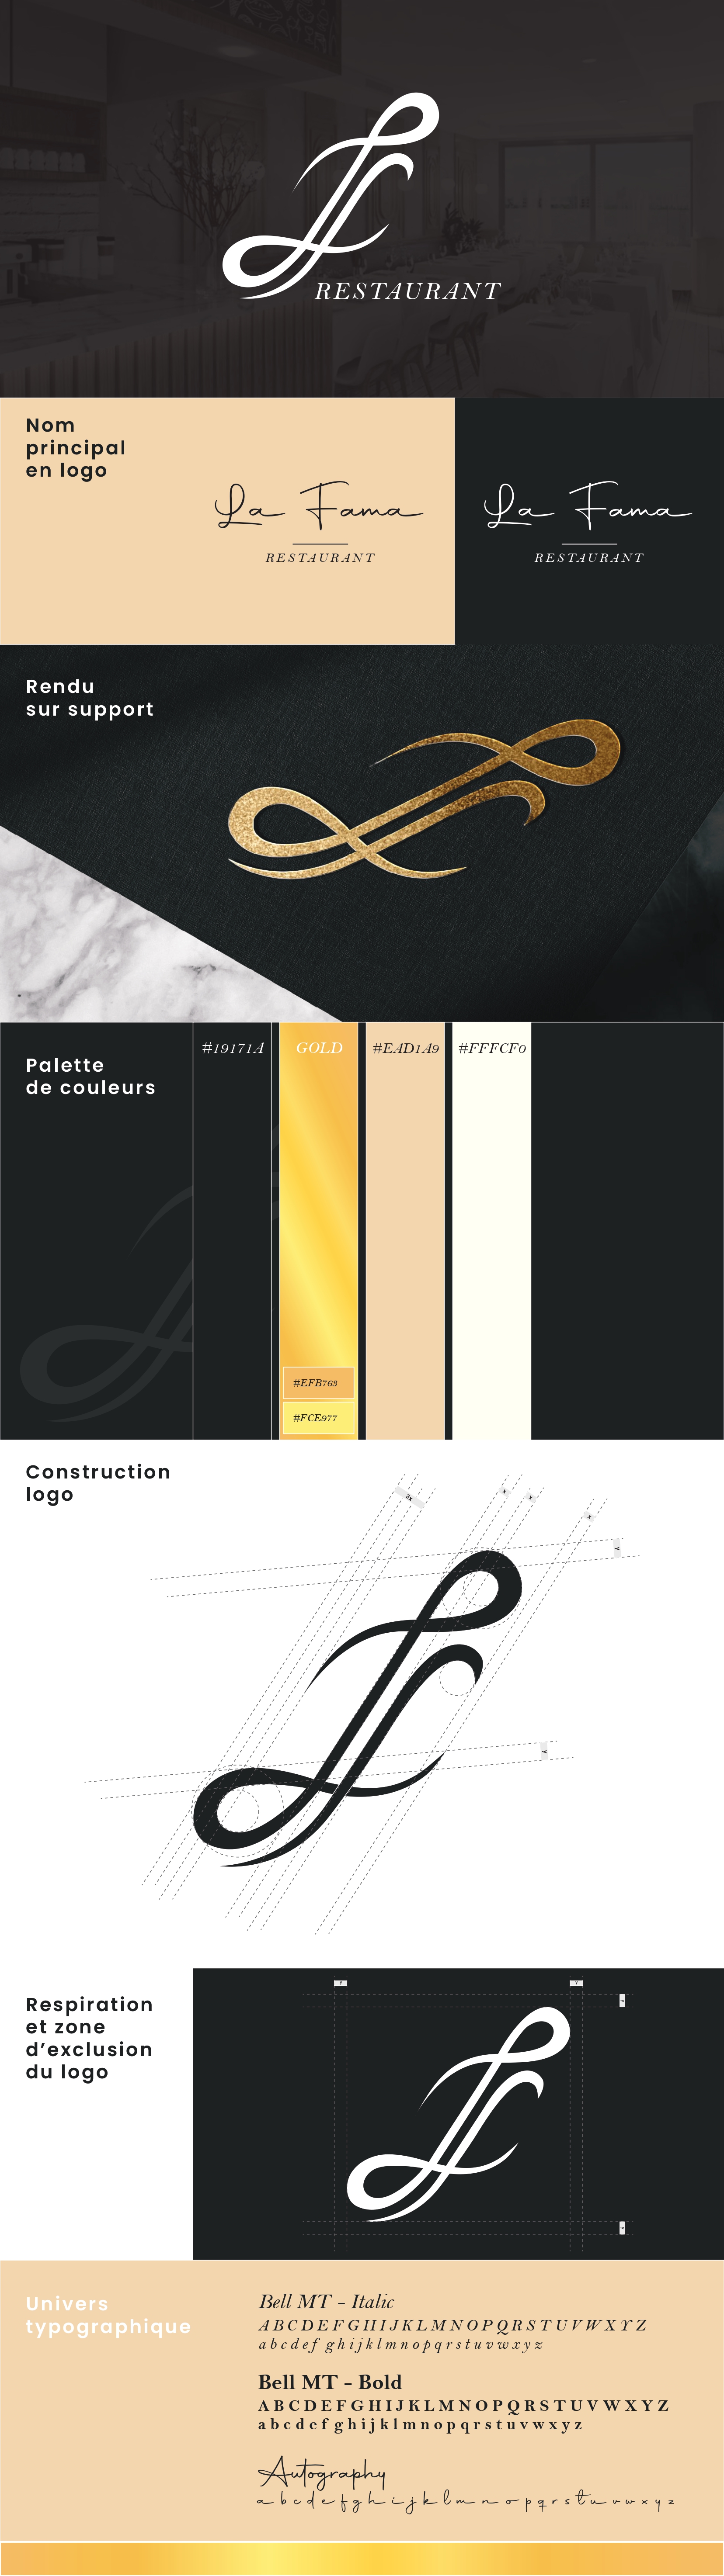 RESTAURANT
Nom
principal
en logo
La Fama
RESTAURANT
La Fama
RESTAURANT
Rendu
sur support
Palette
de couleurs
#19171A
GOLD
#EAD1A9
#FFFCF0
#EFB763
#FCE977
Construction
logo
3x
x
x
x
Y
Y
Respiration
et zone
d'exclusion
du logo
Univers
typographique
Bell MT - Italic
A B C D E F G H I J K L M N O P Q R S T U V W X Y Z
a b c d e f g h i j k l m n o p q r s t u v w x y z
Bell MT - Bold
A B C D E F G H I J K L M N O P Q R S T U V W X Y Z
a b c d e f g h i j k l m n o p q r s t u v w x y z
Autography
a b c d e f g h i j k l m n o p q r s t u v w x y z